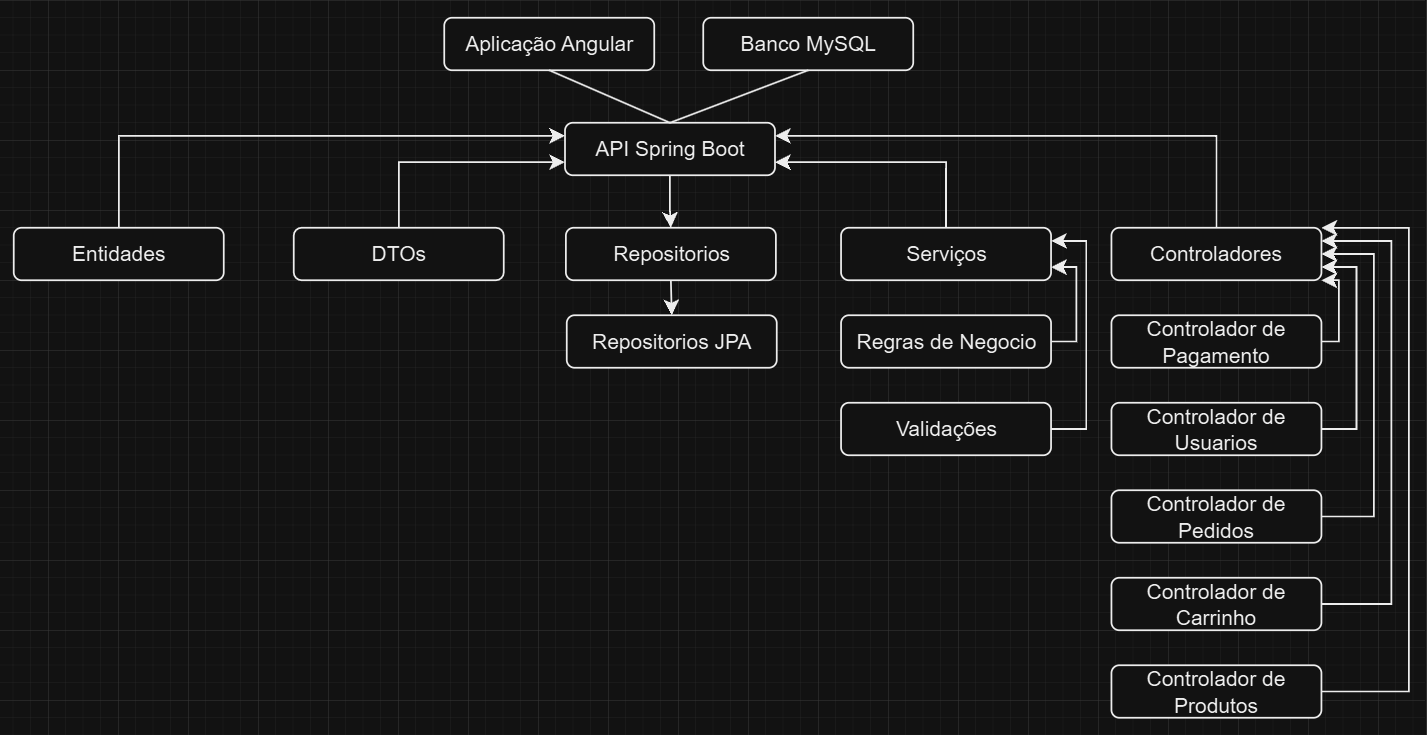 Aplicação Angular
Banco MySQL
API Spring Boot
Entidades
DTOs
Repositorios
Serviços
Controladores
Repositorios JPA
Regras de Negocio
Controlador de
Pagamento
Validações
Controlador de
Usuarios
Controlador de
Pedidos
Controlador de
Carrinho
Controlador de
Produtos